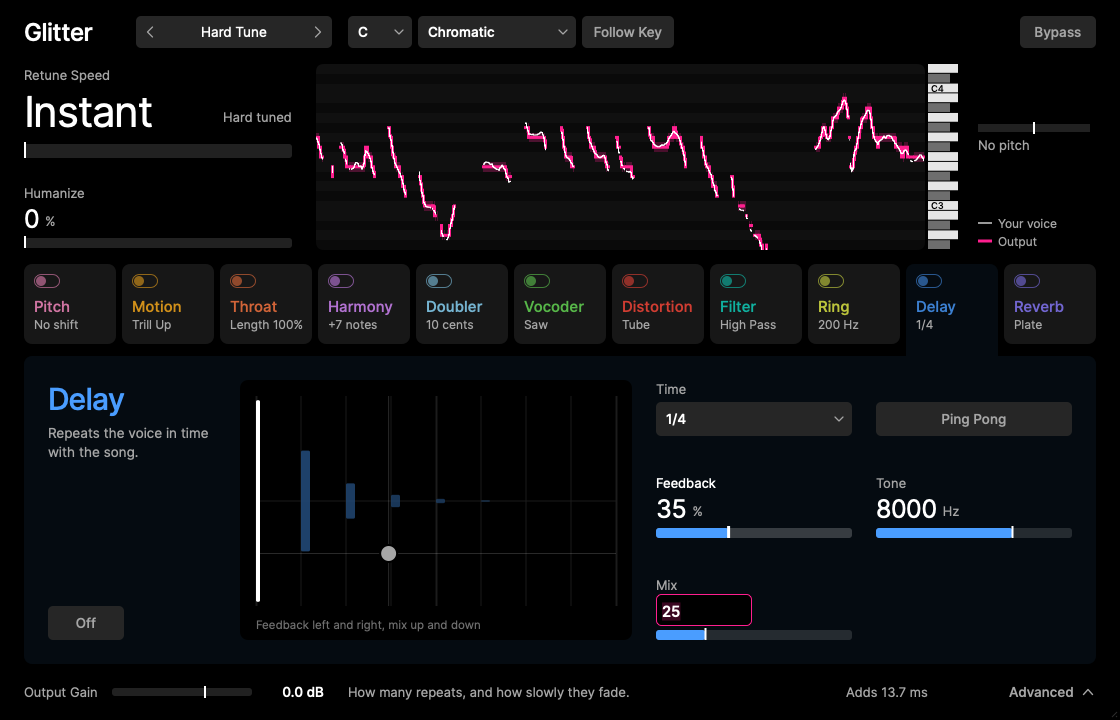 Glitter
Hard Tune
C
Chromatic
Follow Key
Bypass
Retune Speed
Instant
Hard tuned
Humanize
0 %
C4
C3
No pitch
Your voice
Output
Pitch
No shift
Motion
Trill Up
Throat
Length 100%
Harmony
+7 notes
Doubler
10 cents
Vocoder
Saw
Distortion
Tube
Filter
High Pass
Ring
200 Hz
Delay
1/4
Reverb
Plate
Delay
Repeats the voice in time
with the song.
Off
Feedback left and right, mix up and down
Time
1/4
Ping Pong
Feedback
35 %
Tone
8000 Hz
Mix
25
Output Gain
0.0 dB
How many repeats, and how slowly they fade.
Adds 13.7 ms
Advanced